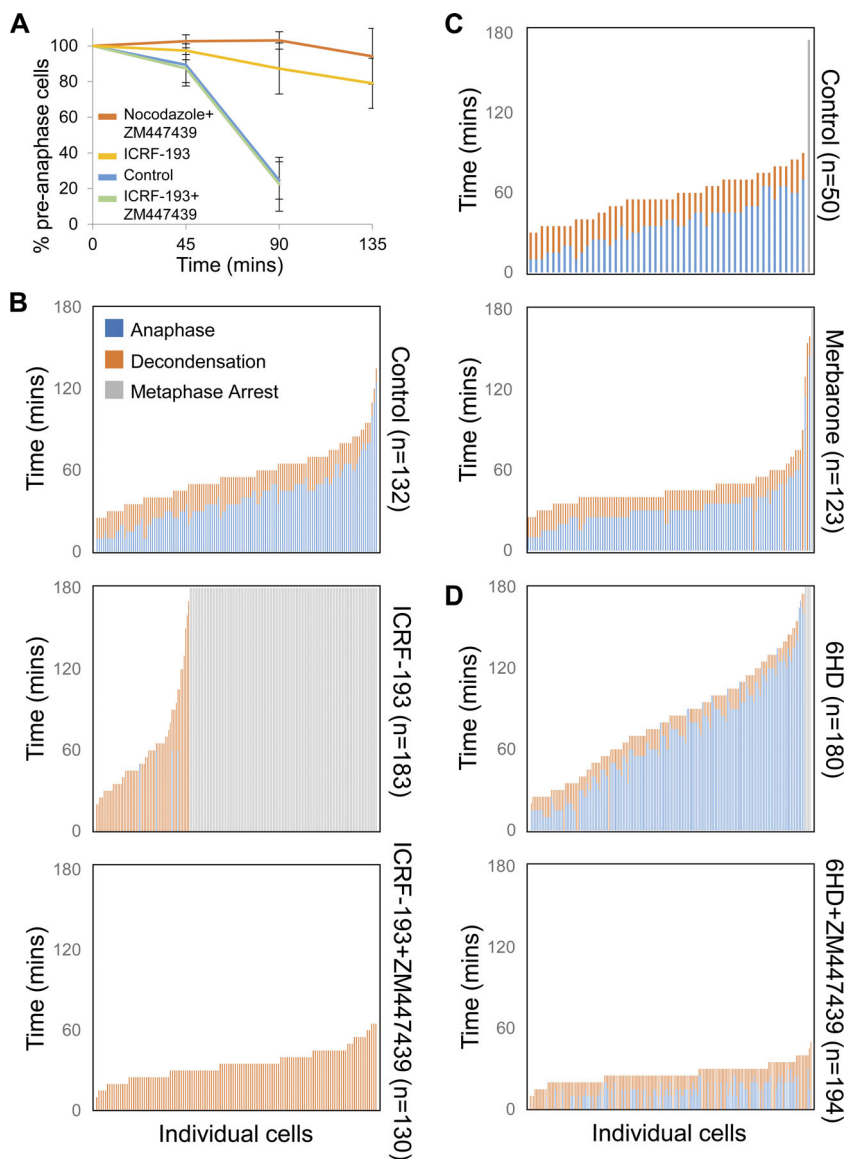 A
% pre-anaphase cells
100
80
60
40
20
0
Nocodazole+
ZM447439
ICRF-193
Control
ICRF-193+
ZM447439
0
45
90
135
Time (mins)
B
Time (mins)
180
120
60
0
Anaphase
Decondensation
Metaphase Arrest
Control (n=132)
Time (mins)
180
120
60
0
ICRF-193 (n=183)
Time (mins)
180
120
60
0
ICRF-193+ZM447439 (n=130)
Individual cells
C
Time (mins)
180
120
60
0
Control (n=50)
Time (mins)
180
120
60
0
Merbarone (n=123)
D
Time (mins)
180
120
60
0
6HD (n=180)
Time (mins)
180
120
60
0
6HD+ZM447439 (n=194)
Individual cells